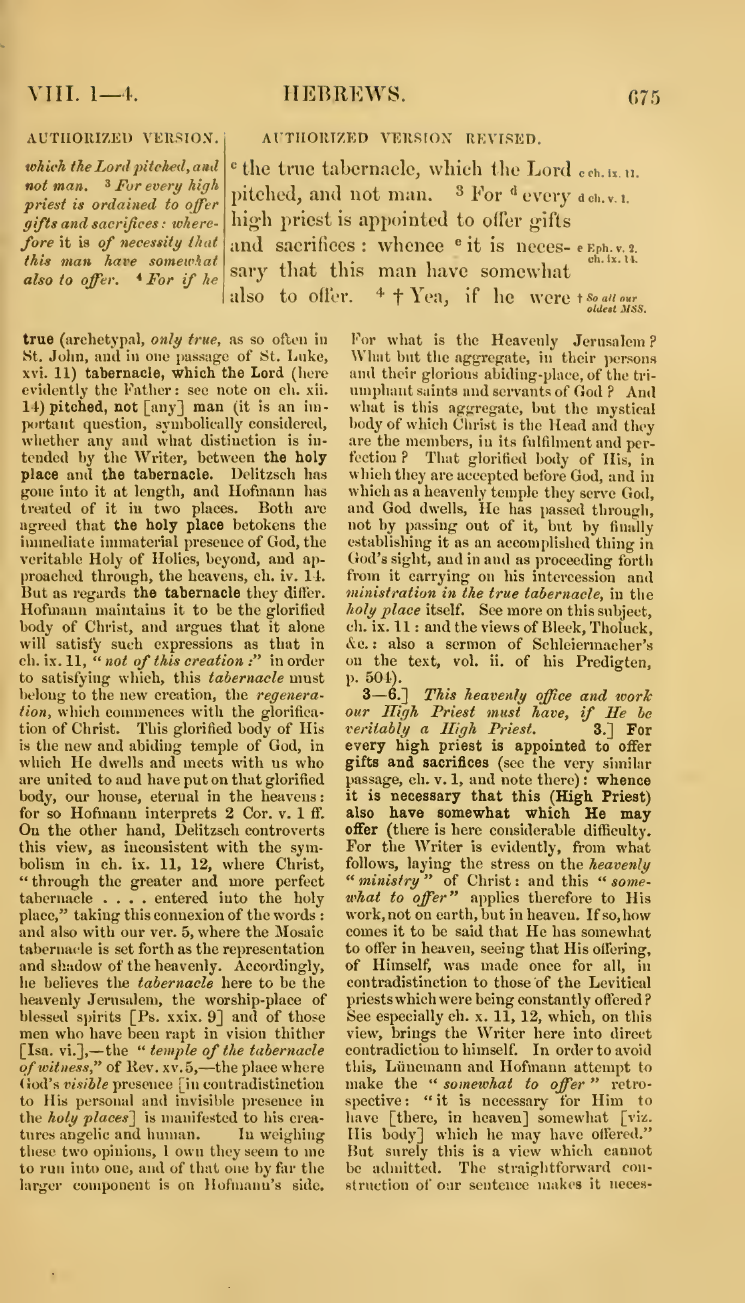 VIII. 1—4.
HEBREWS.
675
AUTHORIZED VERSION.
which the Lord pitched, and
not man. 3 For every high
priest is ordained to offer
gifts and sacrifices: where-
fore it is of necessity that
this man have somewhat
also to offer. 4 For if he
AUTHORIZED VERSION REVISED.
c the true tabernacle, which the Lord
pitched, and not man. 3 For d every
high priest is appointed to offer gifts
and sacrifices : whence e it is neces-
sary that this man have somewhat
also to offer. 4 † Yea, if he were
c ch. ix. 11.
d ch. v. 1.
e Eph. v. 2.
ch. ix. 14.
† So all our
oldest MSS.
true (archetypal, only true, as so often in
St. John, and in one passage of St. Luke,
xvi. 11) tabernacle, which the Lord (here
evidently the Father: see note on ch. xii.
14) pitched, not [any] man (it is an im-
portant question, symbolically considered,
whether any and what distinction is in-
tended by the Writer, between the holy
place and the tabernacle. Delitzsch has
gone into it at length, and Hofmann has
treated of it in two places. Both are
agreed that the holy place betokens the
immediate immaterial presence of God, the
veritable Holy of Holies, beyond, and ap-
proached through, the heavens, ch. iv. 14.
But as regards the tabernacle they differ.
Hofmann maintains it to be the glorified
body of Christ, and argues that it alone
will satisfy such expressions as that in
ch. ix. 11, “not of this creation :” in order
to satisfying which, this tabernacle must
belong to the new creation, the regenera-
tion, which commences with the glorifica-
tion of Christ. This glorified body of His
is the new and abiding temple of God, in
which He dwells and meets with us who
are united to and have put on that glorified
body, our house, eternal in the heavens:
for so Hofmann interprets 2 Cor. v. 1 ff.
On the other hand, Delitzsch controverts
this view, as inconsistent with the sym-
bolism in ch. ix. 11, 12, where Christ,
“through the greater and more perfect
tabernacle . . . . entered into the holy
place,” taking this connexion of the words :
and also with our ver. 5, where the Mosaic
tabernacle is set forth as the representation
and shadow of the heavenly. Accordingly,
he believes the tabernacle here to be the
heavenly Jerusalem, the worship-place of
blessed spirits [Ps. xxix. 9] and of those
men who have been rapt in vision thither
[Isa. vi.],—the “temple of the tabernacle
of witness,” of Rev. xv. 5,—the place where
God's visible presence [in contradistinction
to His personal and invisible presence in
the holy places] is manifested to his crea-
tures angelic and human. In weighing
these two opinions, I own they seem to me
to run into one, and of that one by far the
larger component is on Hofmann's side.
For what is the Heavenly Jerusalem ?
What but the aggregate, in their persons
and their glorious abiding-place, of the tri-
umphant saints and servants of God ? And
what is this aggregate, but the mystical
body of which Christ is the Head and they
are the members, in its fulfilment and per-
fection ? That glorified body of His, in
which they are accepted before God, and in
which as a heavenly temple they serve God,
and God dwells, He has passed through,
not by passing out of it, but by finally
establishing it as an accomplished thing in
God's sight, and in and as proceeding forth
from it carrying on his intercession and
ministration in the true tabernacle, in the
holy place itself. See more on this subject,
ch. ix. 11 : and the views of Bleek, Tholuck,
&c. : also a sermon of Schleiermacher's
on the text, vol. ii. of his Predigten,
p. 504).
3—6.] This heavenly office and work
our High Priest must have, if He be
veritably a High Priest. 3.] For
every high priest is appointed to offer
gifts and sacrifices (see the very similar
passage, ch. v. 1, and note there) : whence
it is necessary that this (High Priest)
also have somewhat which He may
offer (there is here considerable difficulty.
For the Writer is evidently, from what
follows, laying the stress on the heavenly
“ministry” of Christ: and this “some-
what to offer” applies therefore to His
work, not on earth, but in heaven. If so, how
comes it to be said that He has somewhat
to offer in heaven, seeing that His offering,
of Himself, was made once for all, in
contradistinction to those of the Levitical
priests which were being constantly offered ?
See especially ch. x. 11, 12, which, on this
view, brings the Writer here into direct
contradiction to himself. In order to avoid
this, Lünemann and Hofmann attempt to
make the “somewhat to offer” retro-
spective: “it is necessary for Him to
have [there, in heaven] somewhat [viz.
His body] which he may have offered.”
But surely this is a view which cannot
be admitted. The straightforward con-
struction of our sentence makes it neces-